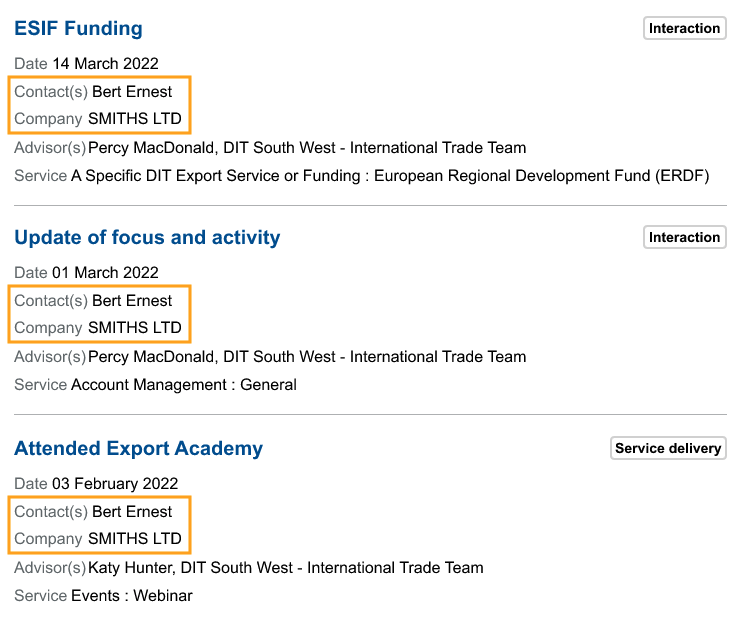 ESIF Funding
Interaction
Date 14 March 2022
Contact(s) Bert Ernest
Company SMITHS LTD
Advisor(s) Percy MacDonald, DIT South West - International Trade Team
Service A Specific DIT Export Service or Funding : European Regional Development Fund (ERDF)
Update of focus and activity
Interaction
Date 01 March 2022
Contact(s) Bert Ernest
Company SMITHS LTD
Advisor(s) Percy MacDonald, DIT South West - International Trade Team
Service Account Management : General
Attended Export Academy
Service delivery
Date 03 February 2022
Contact(s) Bert Ernest
Company SMITHS LTD
Advisor(s) Katy Hunter, DIT South West - International Trade Team
Service Events : Webinar